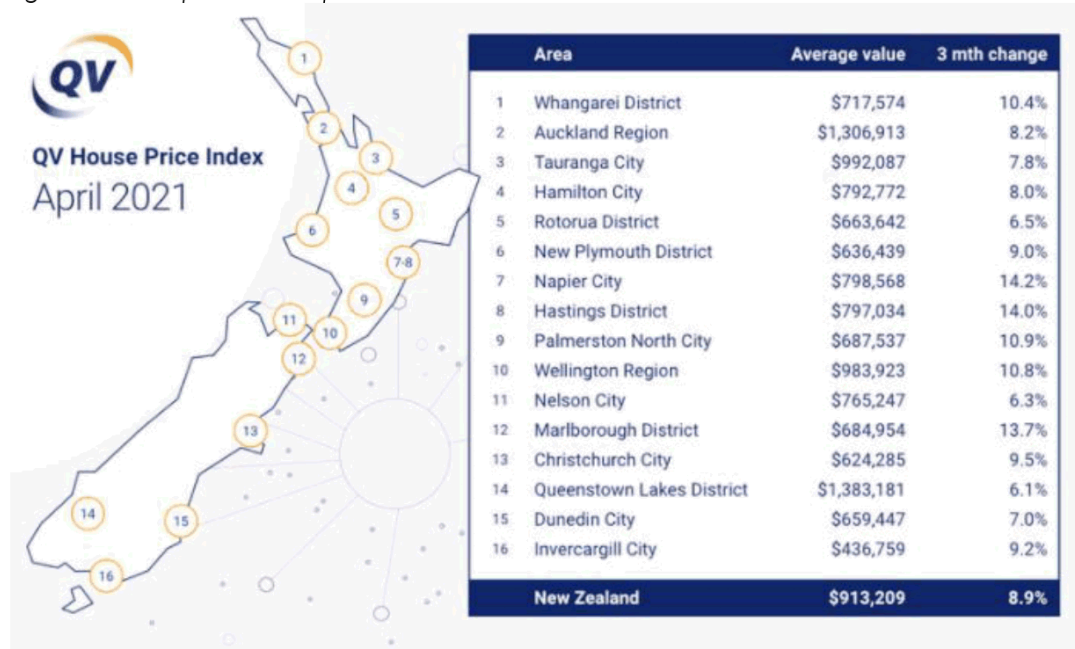 QV
QV House Price Index
April 2021
1
2
3
4
5
6
7-8
9
10
11
12
13
14
15
16
Area Average value 3 mth change
1 Whangarei District $717,574 10.4%
2 Auckland Region $1,306,913 8.2%
3 Tauranga City $992,087 7.8%
4 Hamilton City $792,772 8.0%
5 Rotorua District $663,642 6.5%
6 New Plymouth District $636,439 9.0%
7 Napier City $798,568 14.2%
8 Hastings District $797,034 14.0%
9 Palmerston North City $687,537 10.9%
10 Wellington Region $983,923 10.8%
11 Nelson City $765,247 6.3%
12 Marlborough District $684,954 13.7%
13 Christchurch City $624,285 9.5%
14 Queenstown Lakes District $1,383,181 6.1%
15 Dunedin City $659,447 7.0%
16 Invercargill City $436,759 9.2%
New Zealand $913,209 8.9%